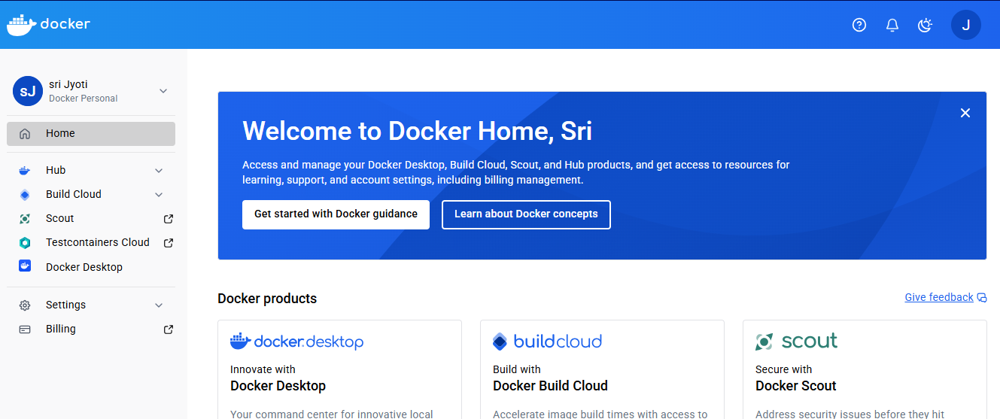 docker
J
sJ
sri Jyoti
Docker Personal
Home
Hub
Build Cloud
Scout
Testcontainers Cloud
Docker Desktop
Settings
Billing
Welcome to Docker Home, Sri
Access and manage your Docker Desktop, Build Cloud, Scout, and Hub products, and get access to resources for
learning, support, and account settings, including billing management.
Get started with Docker guidance
Learn about Docker concepts
Docker products
Give feedback
docker.desktop
Innovate with
Docker Desktop
Your command center for innovative local
buildcloud
Build with
Docker Build Cloud
Accelerate image build times with access to
scout
Secure with
Docker Scout
Address security issues before they hit